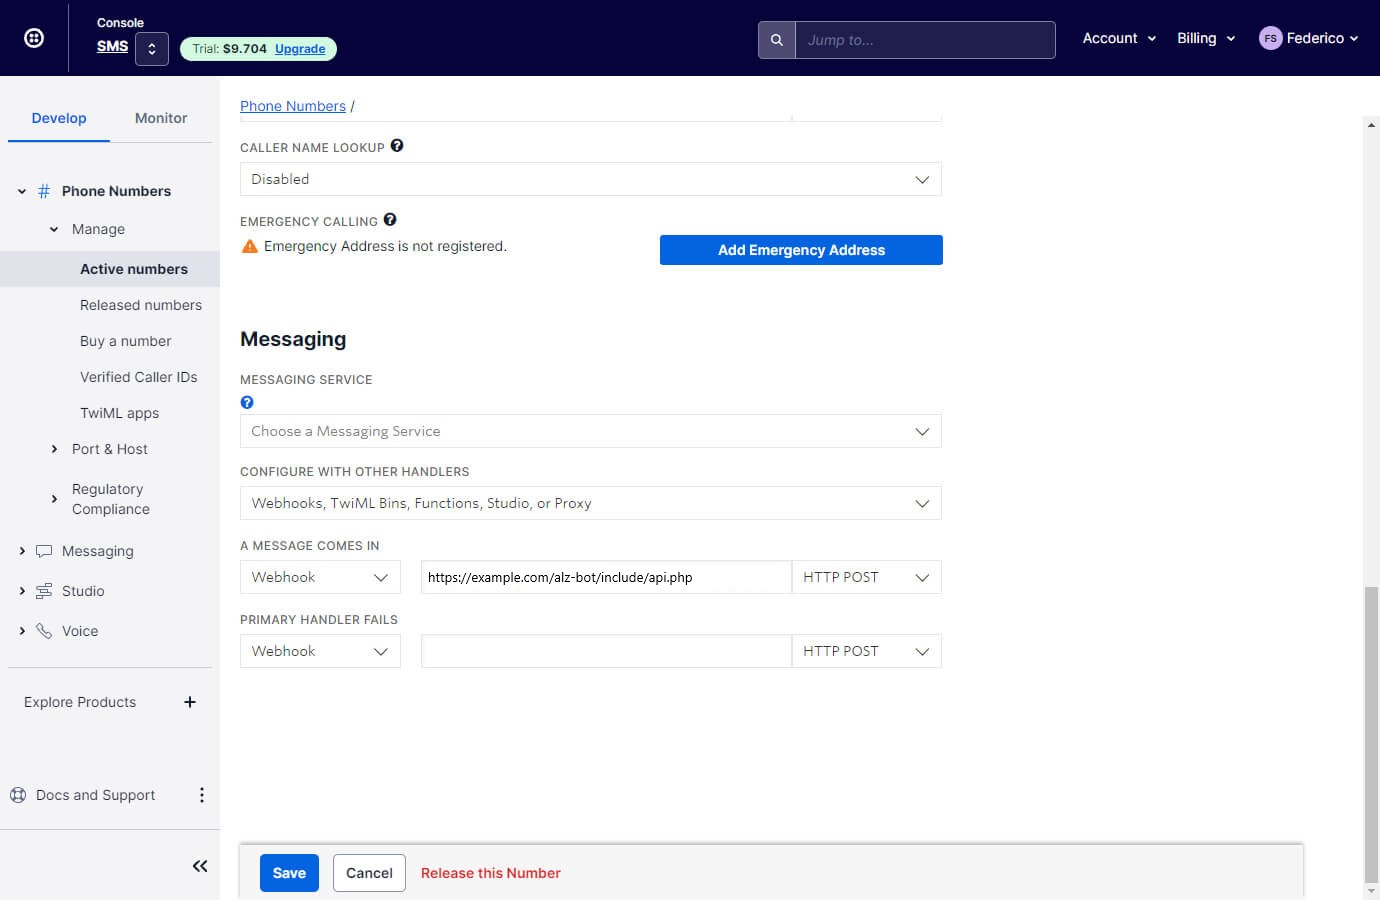 Console
SMS
Trial: $9.704 Upgrade
Jump to...
Account
Billing
FS Federico
Develop
Monitor
Phone Numbers
Manage
Active numbers
Released numbers
Buy a number
Verified Caller IDs
TwiML apps
Port & Host
Regulatory
Compliance
Messaging
Studio
Voice
Explore Products
Docs and Support
Phone Numbers /
CALLER NAME LOOKUP
Disabled
EMERGENCY CALLING
Emergency Address is not registered.
Add Emergency Address
Messaging
MESSAGING SERVICE
Choose a Messaging Service
CONFIGURE WITH OTHER HANDLERS
Webhooks, TwiML Bins, Functions, Studio, or Proxy
A MESSAGE COMES IN
Webhook https://example.com/alz-bot/include/api.php HTTP POST
PRIMARY HANDLER FAILS
Webhook HTTP POST
Save Cancel Release this Number